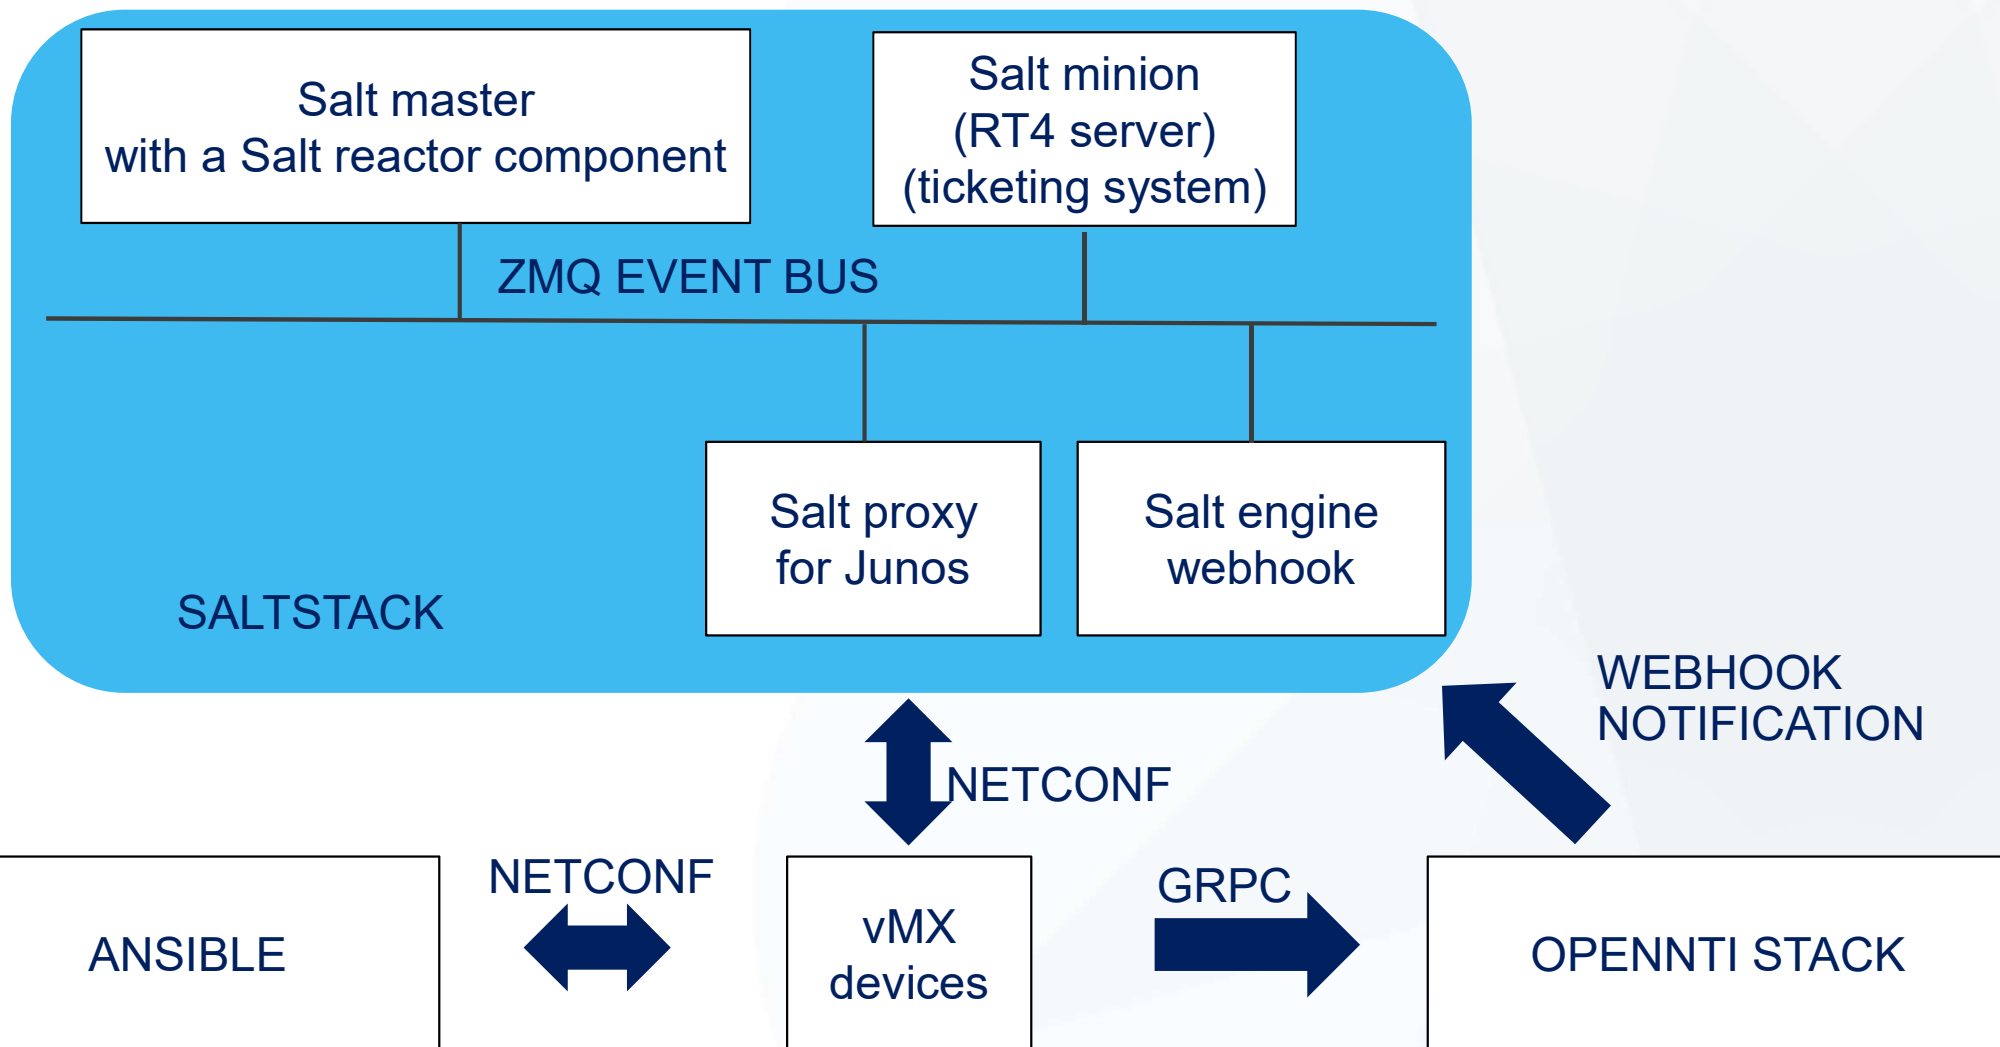 Salt master
with a Salt reactor component
Salt minion
(RT4 server)
(ticketing system)
ZMQ EVENT BUS
Salt proxy
for Junos
Salt engine
webhook
SALTSTACK
WEBHOOK
NOTIFICATION
NETCONF
NETCONF
GRPC
ANSIBLE
vMX
devices
OPENNTI STACK